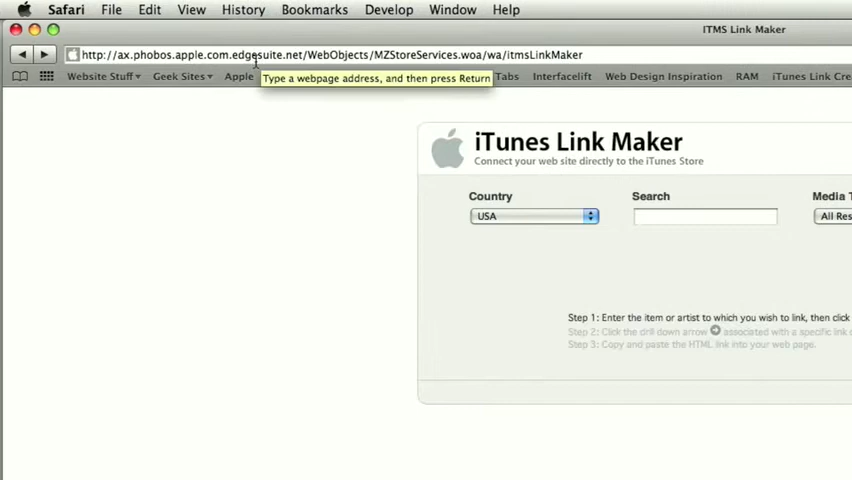 Safari File Edit View History Bookmarks Develop Window Help
ITMS Link Maker
http://ax.phobos.apple.com.edgesuite.net/WebObjects/MZStoreServices.woa/wa/itmsLinkMaker
Website Stuff Geek Sites Apple Tabs Interfacelift Web Design Inspiration RAM iTunes Link Cre
Type a webpage address, and then press Return
iTunes Link Maker
Connect your web site directly to the iTunes Store
Country Search Media T
USA All Res
Step 1: Enter the item or artist to which you wish to link, then click
Step 2: Click the drill down arrow associated with a specific link
Step 3: Copy and paste the HTML link into your web page.